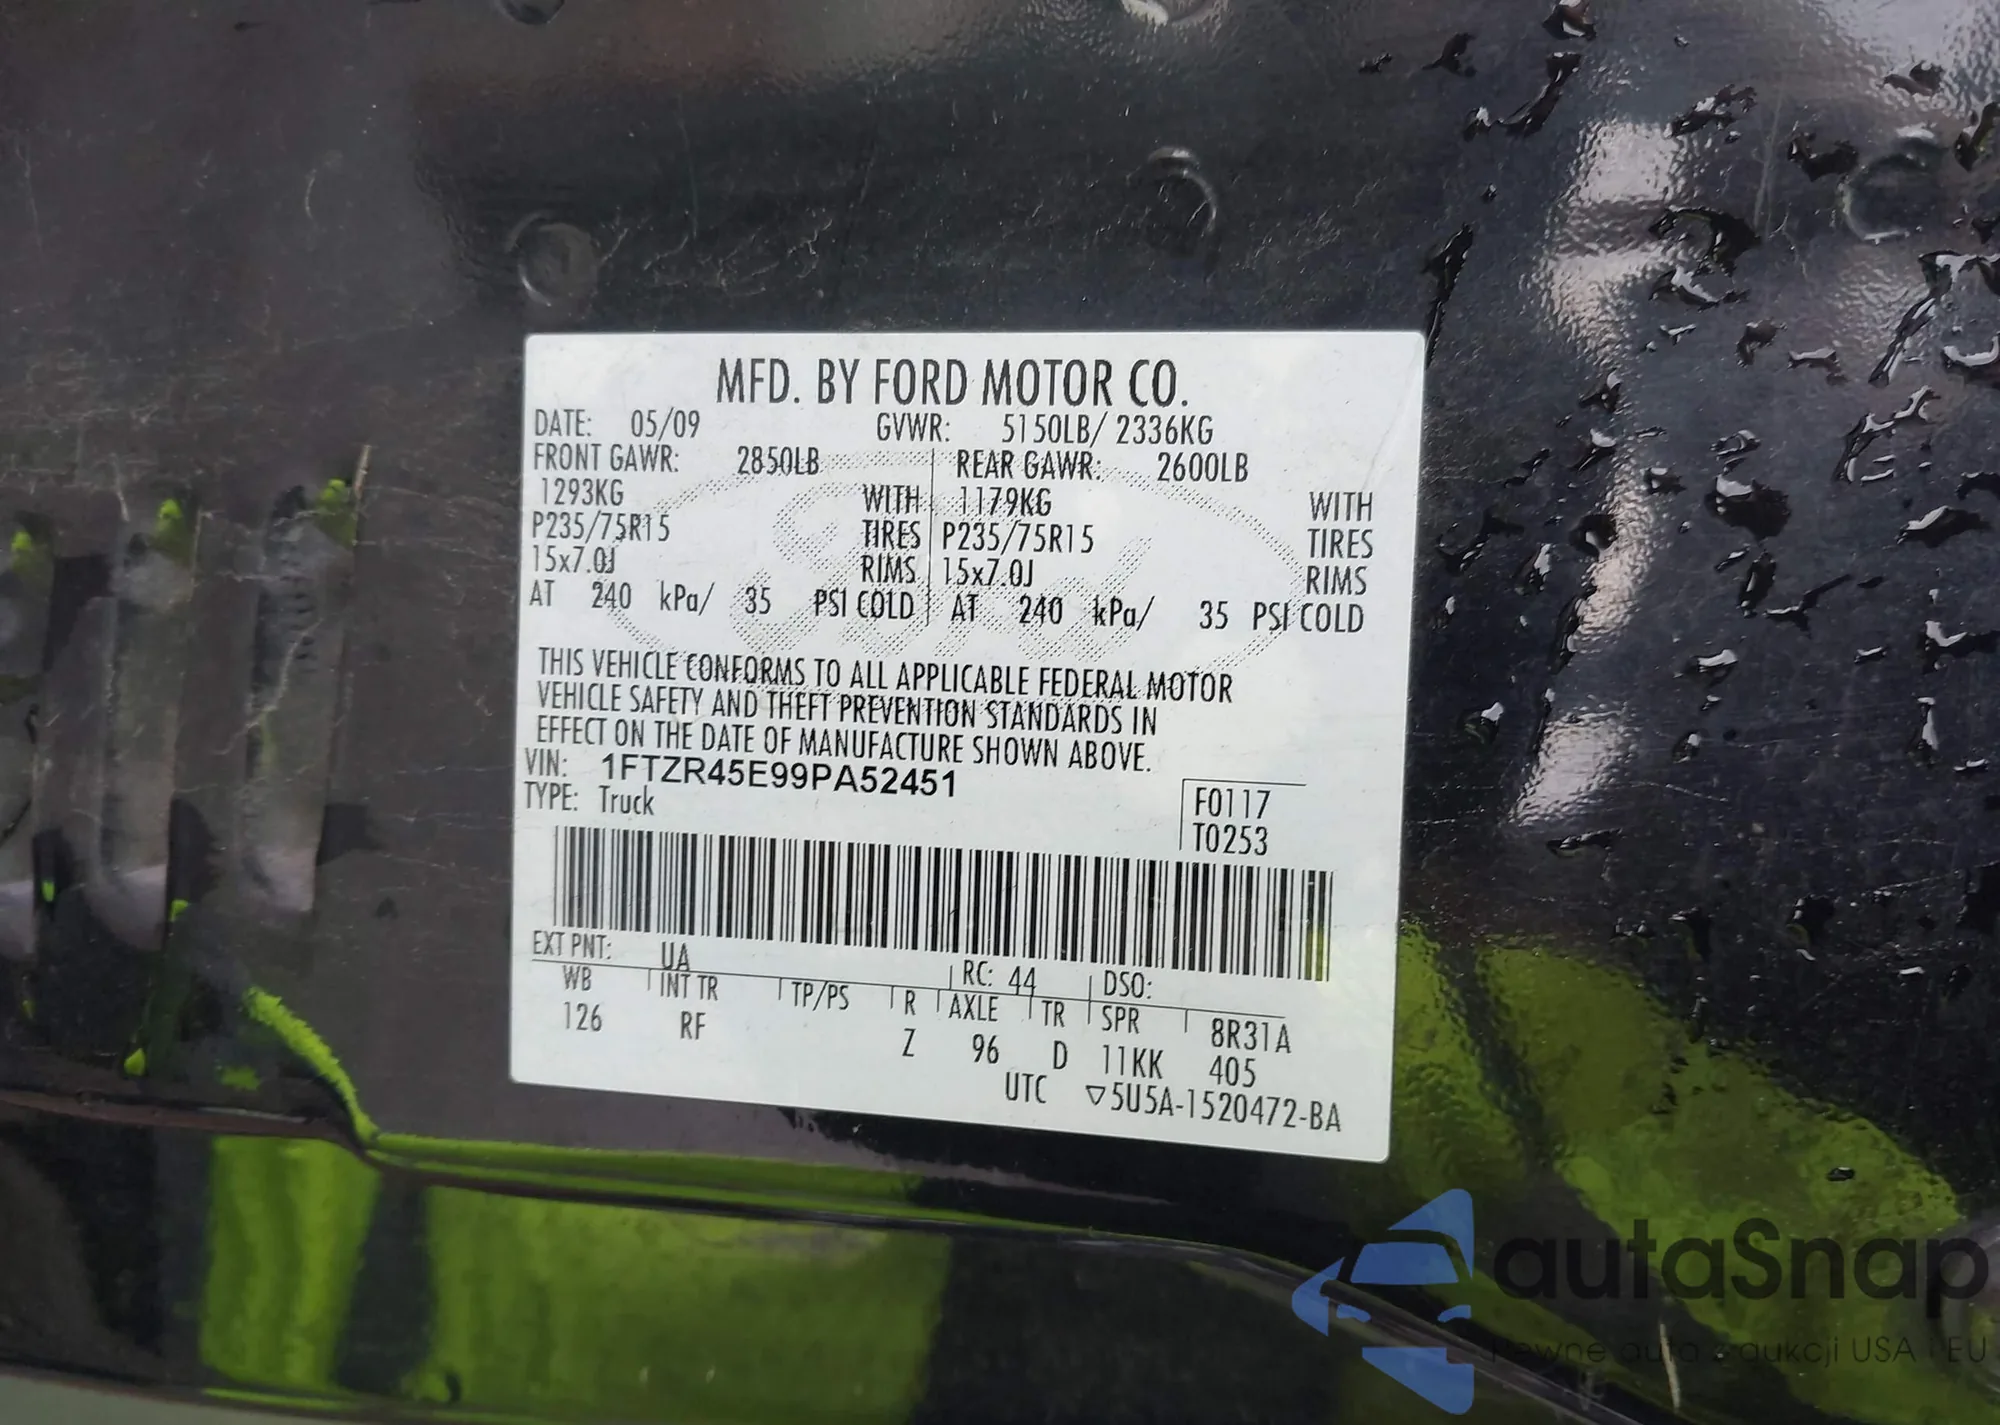 MFD. BY FORD MOTOR CO.
DATE: 05/09 GVWR: 5150LB/ 2336KG
FRONT GAWR: 2850LB REAR GAWR: 2600LB
1293KG WITH 1179KG WITH
P235/75R15 TIRES P235/75R15 TIRES
15x7.0J RIMS 15x7.0J RIMS
AT 240 kPa/ 35 PSI COLD AT 240 kPa/ 35 PSI COLD
THIS VEHICLE CONFORMS TO ALL APPLICABLE FEDERAL MOTOR
VEHICLE SAFETY AND THEFT PREVENTION STANDARDS IN
EFFECT ON THE DATE OF MANUFACTURE SHOWN ABOVE.
VIN: 1FTZR45E99PA52451
TYPE: Truck
F0117
T0253
EXT PNT: UA RC: 44 DSO:
WB INT TR TP/PS R AXLE TR SPR 8R31A
126 RF Z 96 D 11KK 405
UTC ▽5U5A-1520472-BA
autaSnap
Pewne auta z aukcji USA i EU